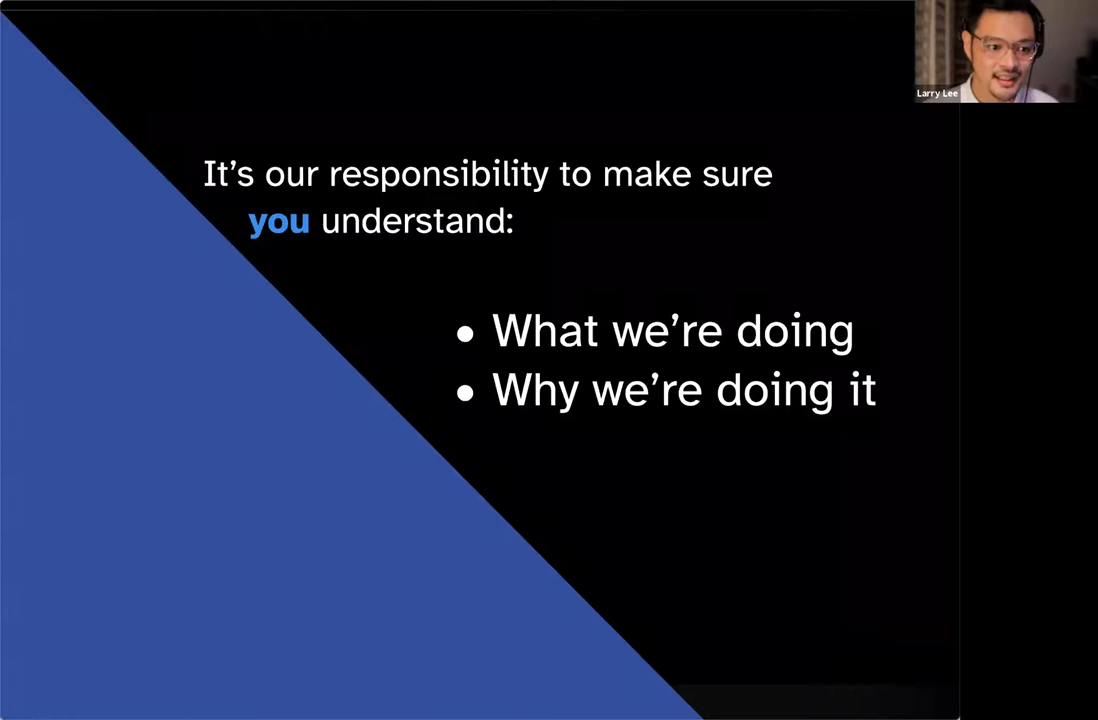 Larry Lee
It’s our responsibility to make sure
you understand:
● What we’re doing
● Why we’re doing it